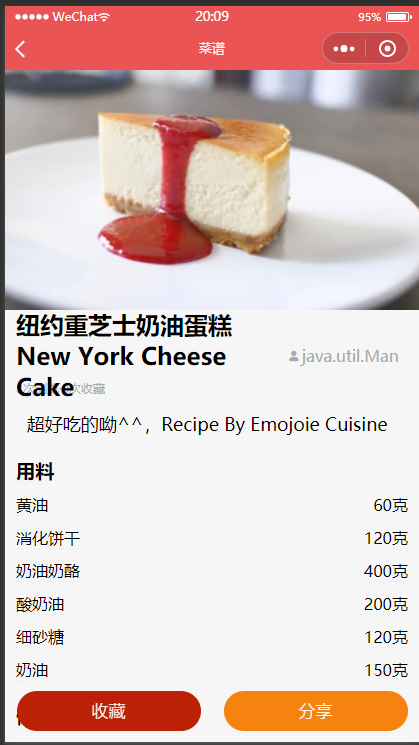 WeChat
20:09
95%
菜谱
纽约重芝士奶油蛋糕
New York Cheese
Cake
java.util.Man
次收藏
超好吃的呦^^，Recipe By Emojoie Cuisine
用料
黄油 60克
消化饼干 120克
奶油奶酪 400克
酸奶油 200克
细砂糖 120克
奶油 150克
收藏
分享